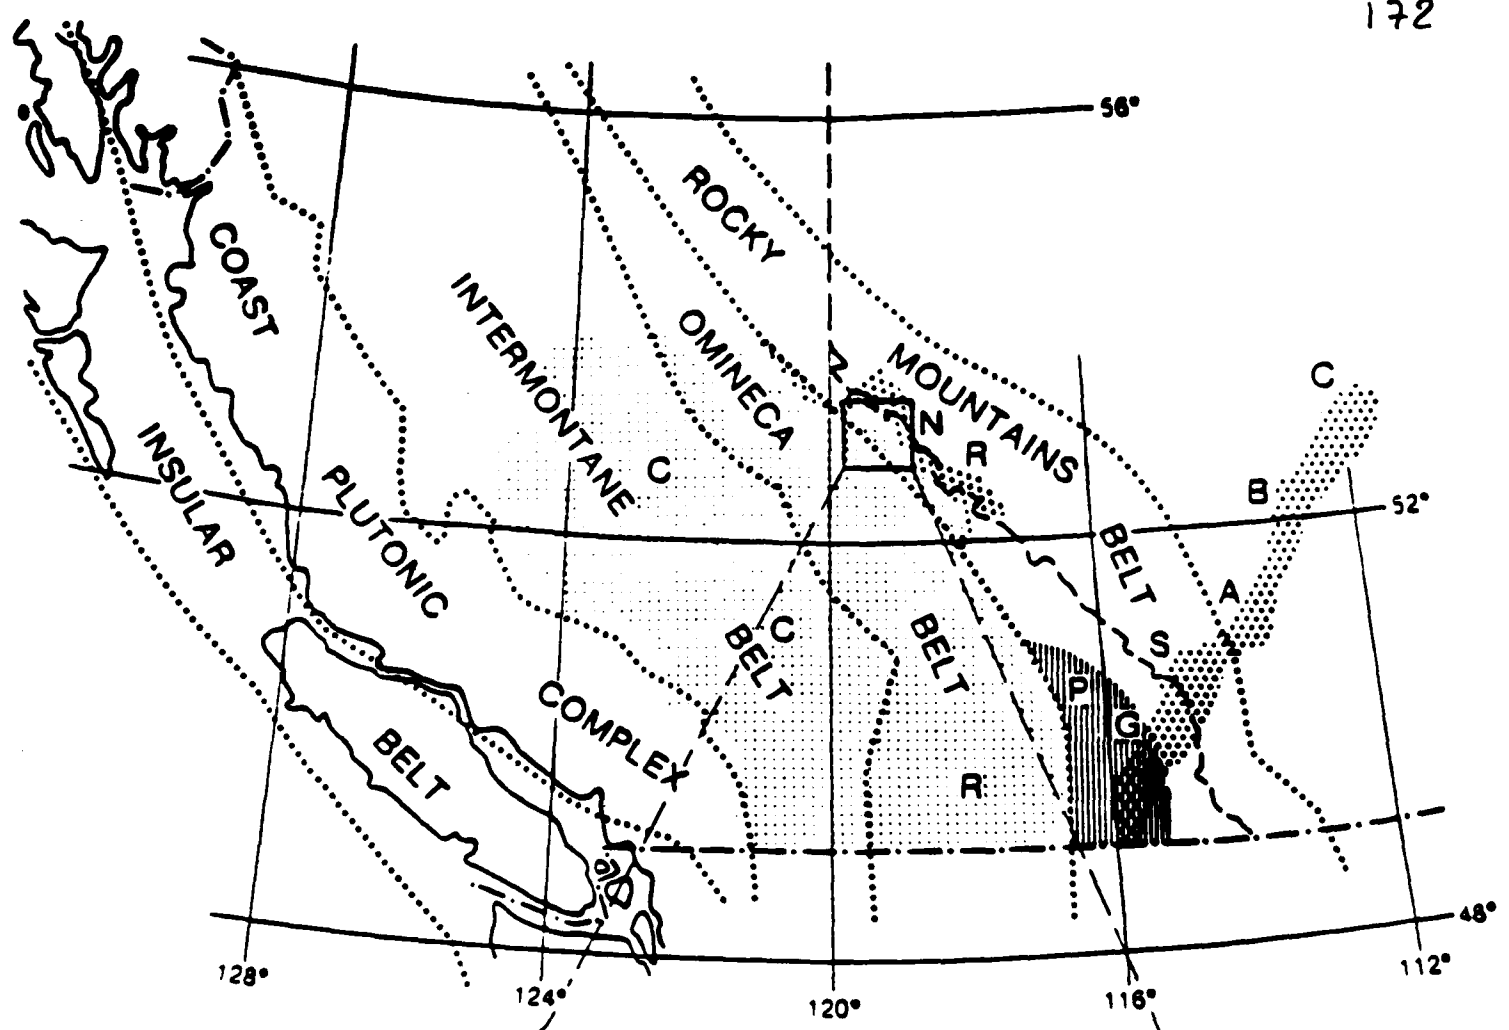 172
56°
ROCKY
MOUNTAINS
BELT
COAST
PLUTONIC
COMPLEX
INTERMONTANE
BELT
OMINECA
BELT
INSULAR
BELT
C
B
A
S
N
R
C
C
R
P
G
52°
48°
128°
124°
120°
116°
112°